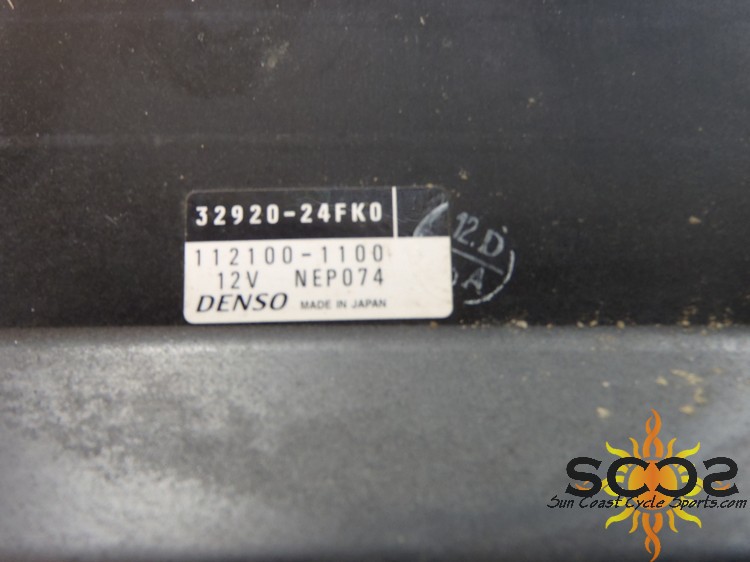 32920-24FK0
112100-1100
12V NEP074
DENSO MADE IN JAPAN
12.D
A
SCCS
Sun Coast Cycle Sports.com